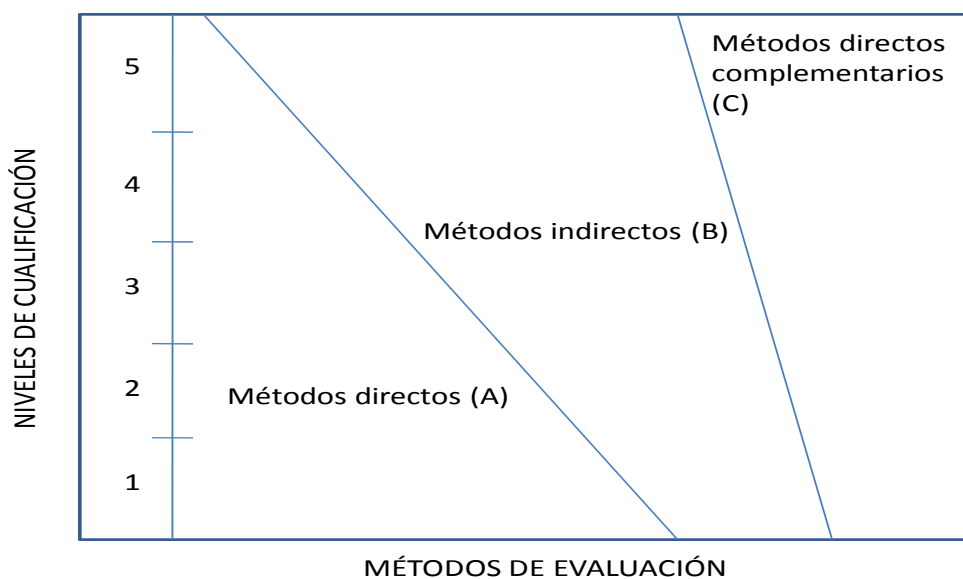 Métodos directos
complementarios
(C)
5
4
3
2
1
NIVELES DE CUALIFICACIÓN
Métodos indirectos (B)
Métodos directos (A)
MÉTODOS DE EVALUACIÓN